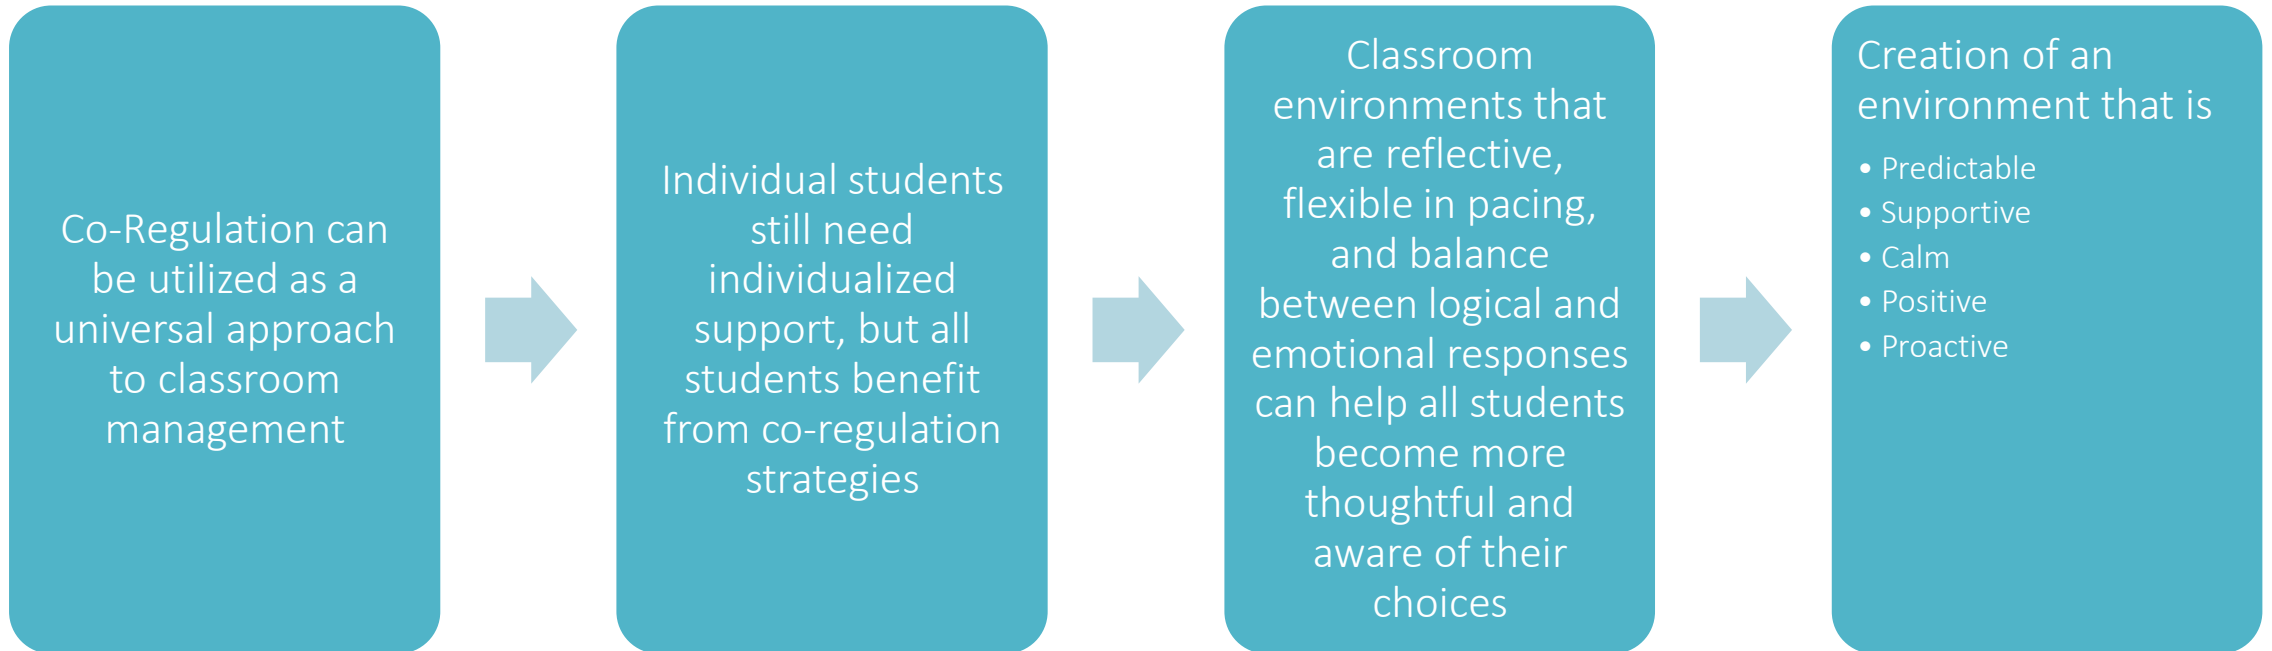 Co-Regulation can
be utilized as a
universal approach
to classroom
management
Individual students
still need
individualized
support, but all
students benefit
from co-regulation
strategies
Classroom
environments that
are reflective,
flexible in pacing,
and balance
between logical and
emotional responses
can help all students
become more
thoughtful and
aware of their
choices
Creation of an
environment that is
• Predictable
• Supportive
• Calm
• Positive
• Proactive